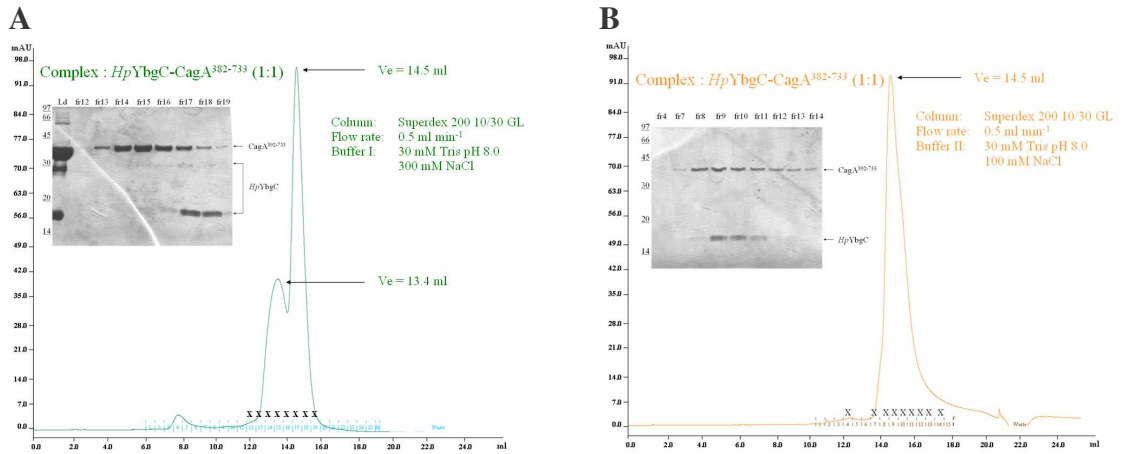 A
mAU
Complex : HpYbgC-CagA382-733 (1:1)
Ve = 14.5 ml
Column: Superdex 200 10/30 GL
Flow rate: 0.5 ml min-1
Buffer I: 30 mM Tris pH 8.0
300 mM NaCl
Ld fr12 fr13 fr14 fr15 fr16 fr17 fr18 fr19
97
66
45
30
20
14
CagA392-733
HpYbgC
Ve = 13.4 ml
98.0
91.0
84.0
77.0
70.0
63.0
56.0
49.0
42.0
35.0
28.0
21.0
14.0
7.0
0.0
X X X X X X X X
Waste
0.0 2.0 4.0 6.0 8.0 10.0 12.0 14.0 16.0 18.0 20.0 22.0 24.0 ml
B
mAU
Complex : HpYbgC-CagA382-733 (1:1)
Ve = 14.5 ml
Column: Superdex 200 10/30 GL
Flow rate: 0.5 ml min-1
Buffer II: 30 mM Tris pH 8.0
100 mM NaCl
fr4 fr7 fr8 fr9 fr10 fr11 fr12 fr13 fr14
97
66
45
30
20
14
CagA392-733
HpYbgC
98.0
91.0
84.0
77.0
70.0
63.0
56.0
49.0
42.0
35.0
28.0
21.0
14.0
7.0
0.0
X X X X X X X X X
Waste
0.0 2.0 4.0 6.0 8.0 10.0 12.0 14.0 16.0 18.0 20.0 22.0 24.0 ml